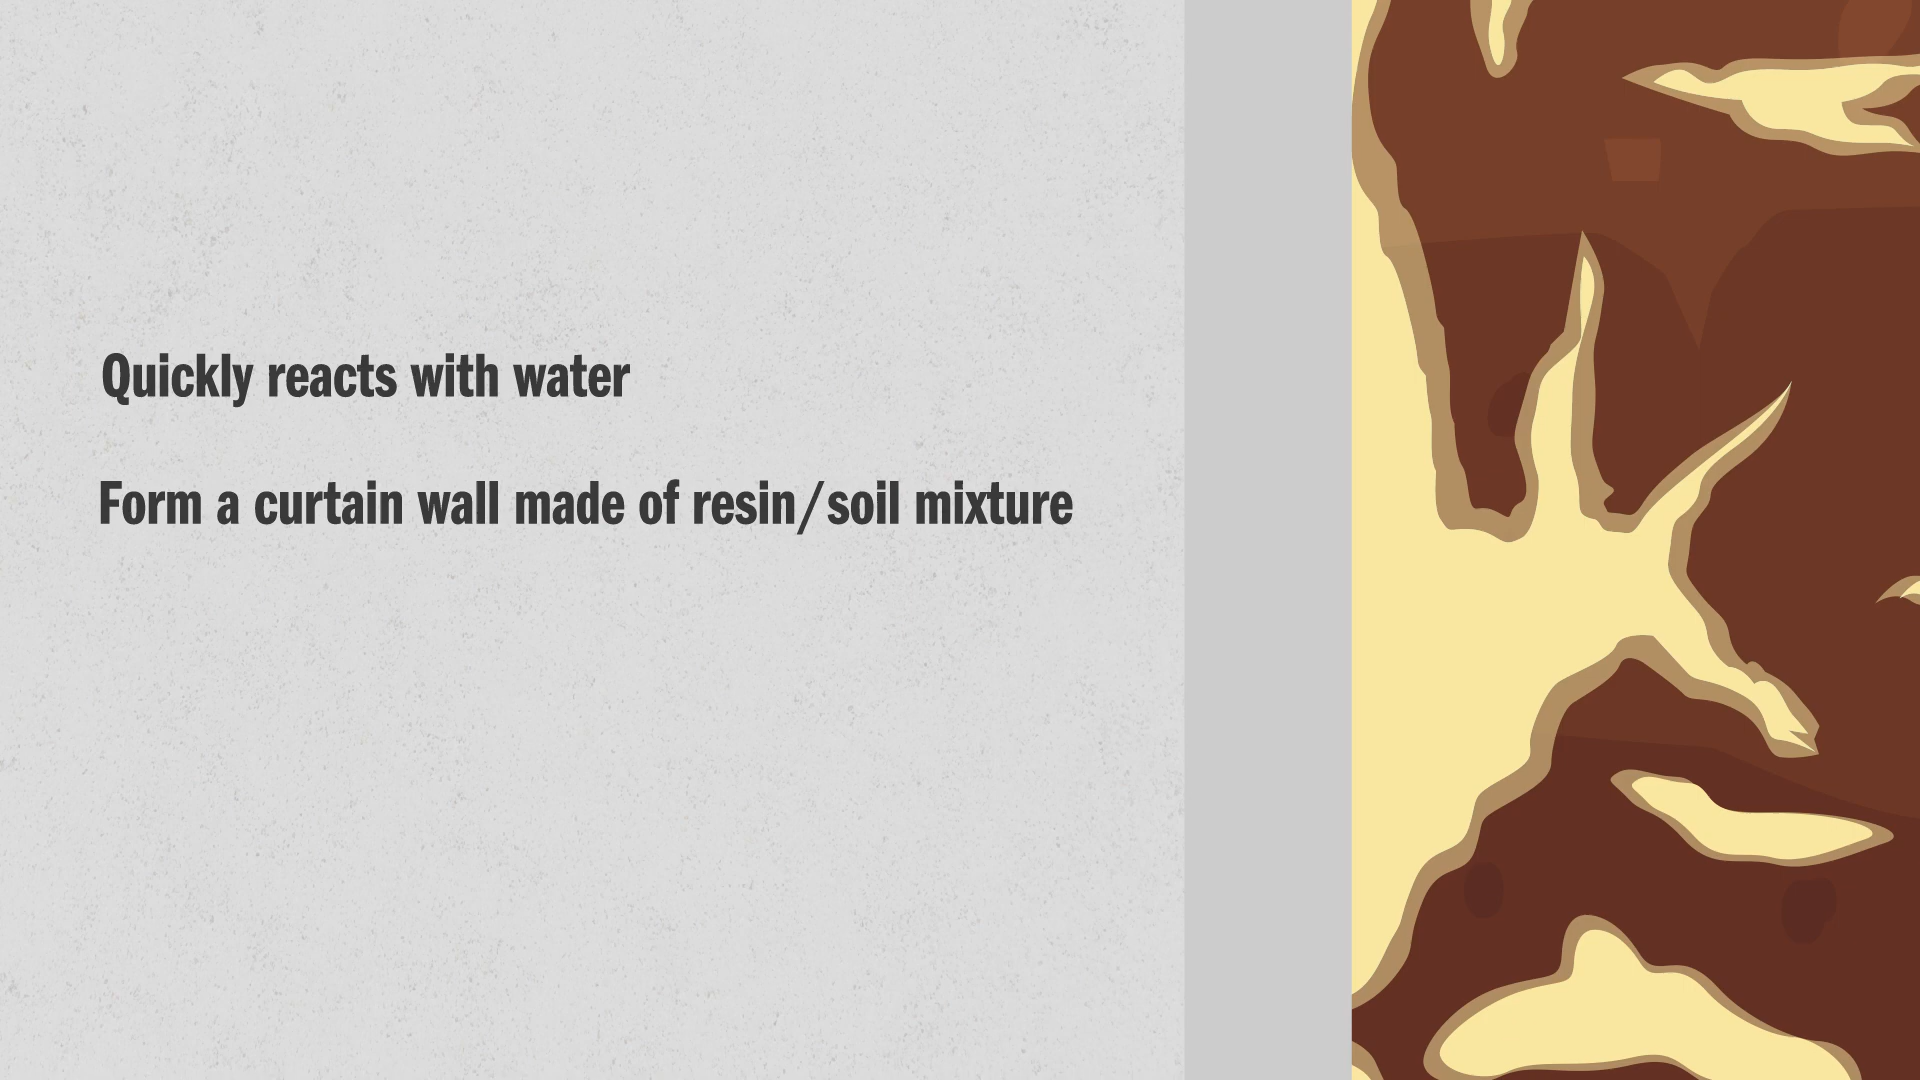 Quickly reacts with water
Form a curtain wall made of resin/soil mixture